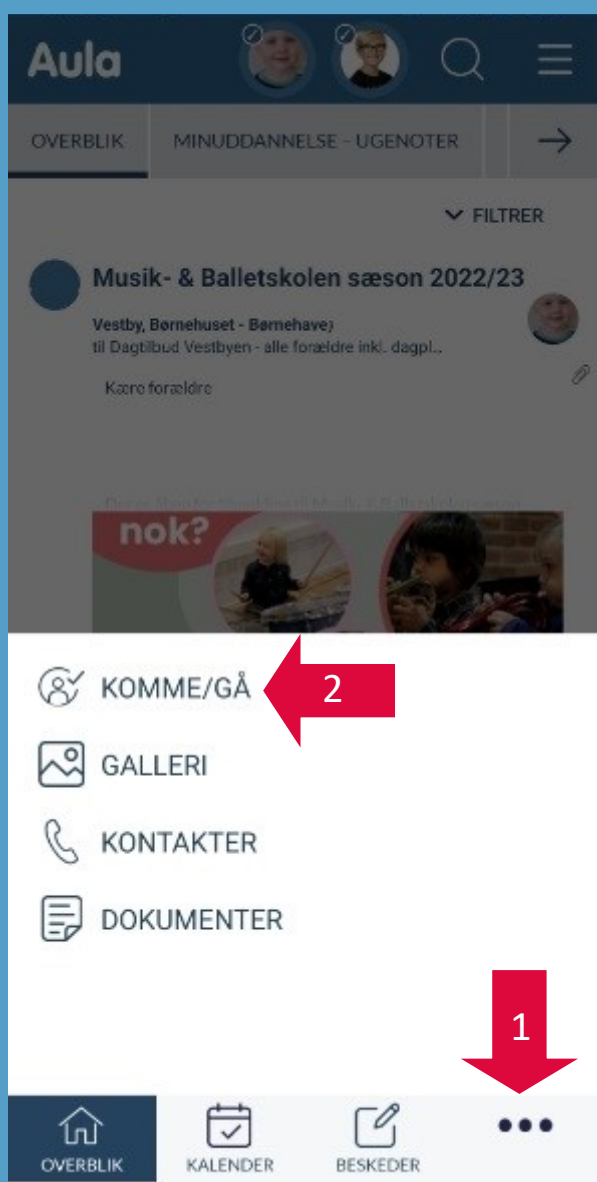 Aula
OVERBLIK MINUDDANNELSE - UGENOTER
FILTRER
Musik- & Balletskolen sæson 2022/23
Vestby, Børnehuset - Børnehave)
til Dagtilbud Vestbyen - alle forældre inkl. dagpl...
Kære forældre
nok?
KOMME/GÅ
2
GALLERI
KONTAKTER
DOKUMENTER
1
OVERBLIK KALENDER BESKEDER